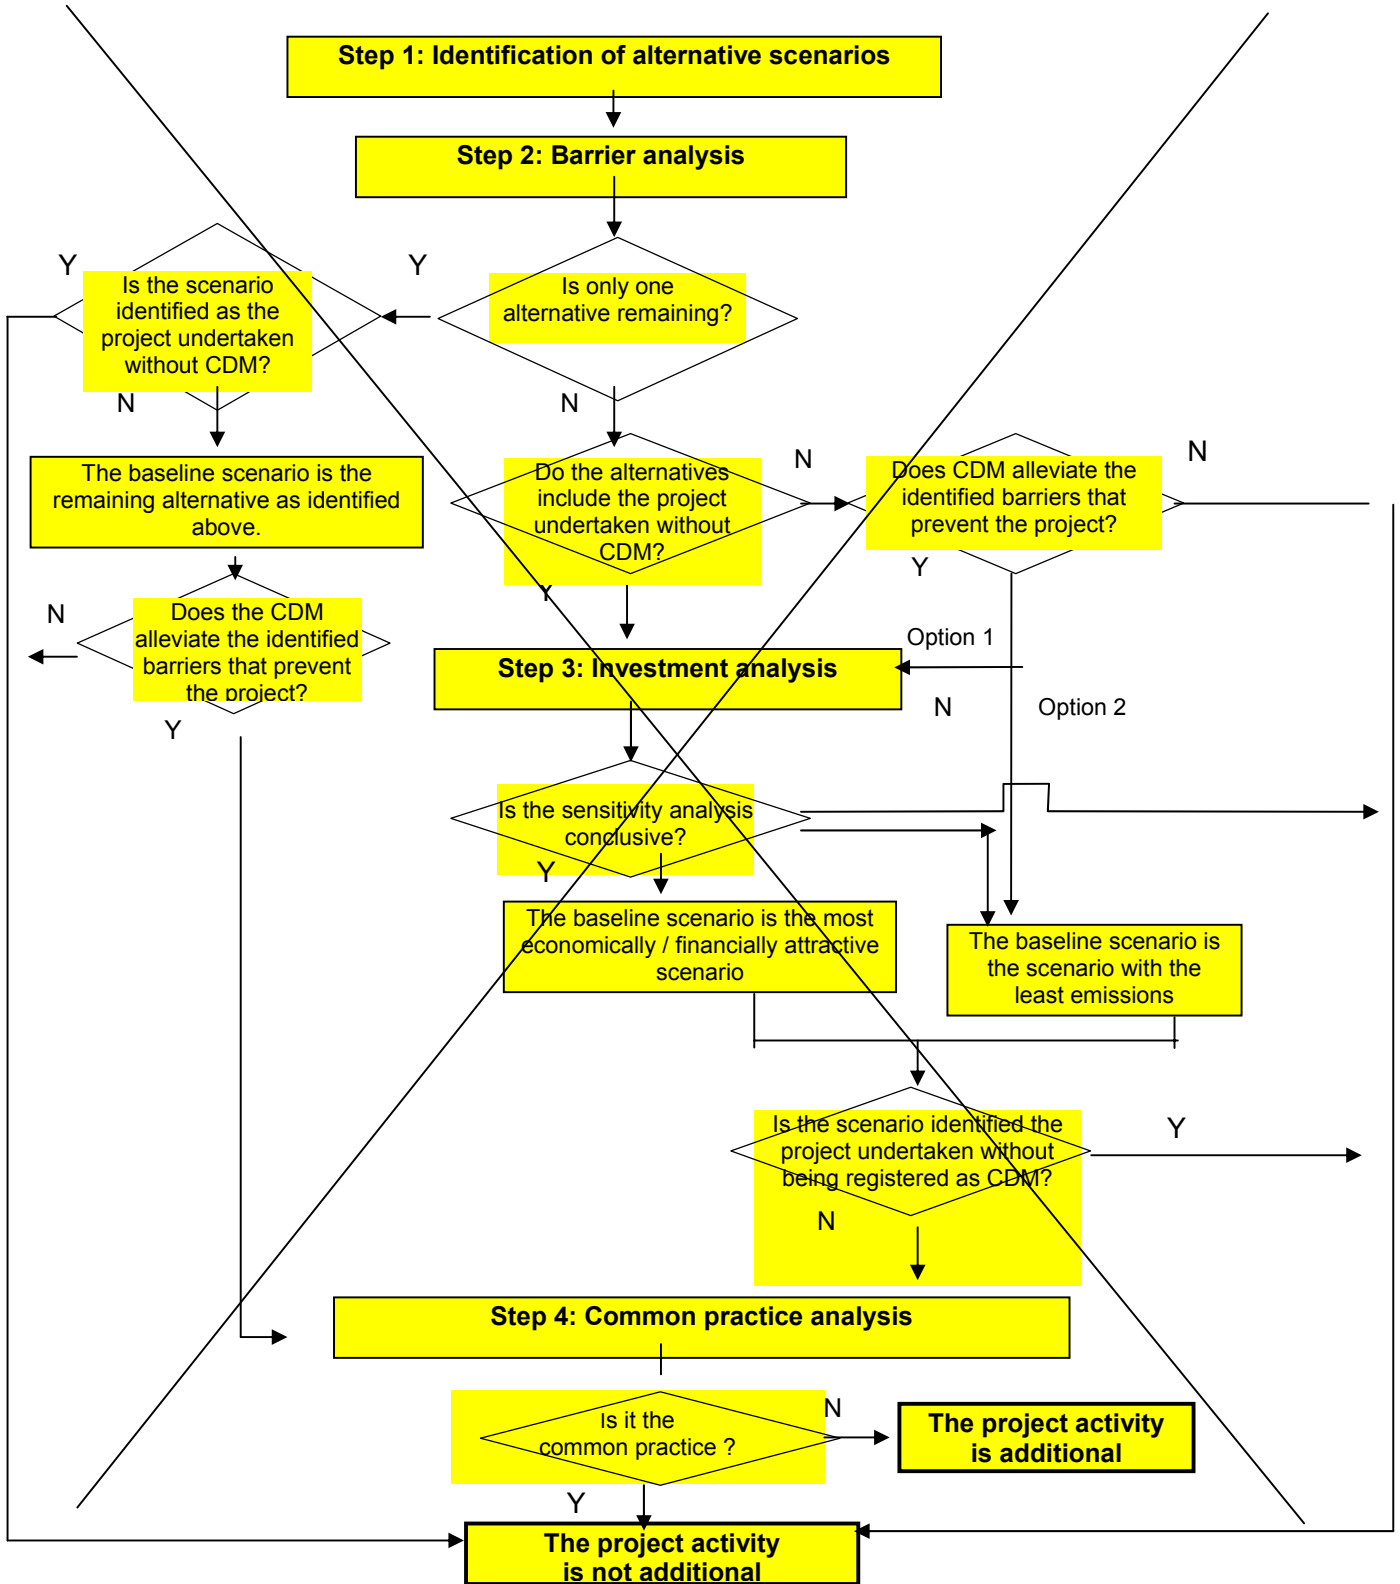 Step 1: Identification of alternative scenarios
Step 2: Barrier analysis
Y
Is the scenario
identified as the
project undertaken
without CDM?
Y
Is only one
alternative remaining?
N
N
The baseline scenario is the
remaining alternative as identified
above.
Do the alternatives
include the project
undertaken without
CDM?
N
Does CDM alleviate the
identified barriers that
prevent the project?
N
Y
Y
N
Does the CDM
alleviate the identified
barriers that prevent
the project?
Y
Option 1
Step 3: Investment analysis
N
Option 2
Is the sensitivity analysis
conclusive?
Y
The baseline scenario is the most
economically / financially attractive
scenario
The baseline scenario is
the scenario with the
least emissions
Is the scenario identified the
project undertaken without
being registered as CDM?
Y
N
Step 4: Common practice analysis
Is it the
common practice ?
N
The project activity
is additional
Y
The project activity
is not additional